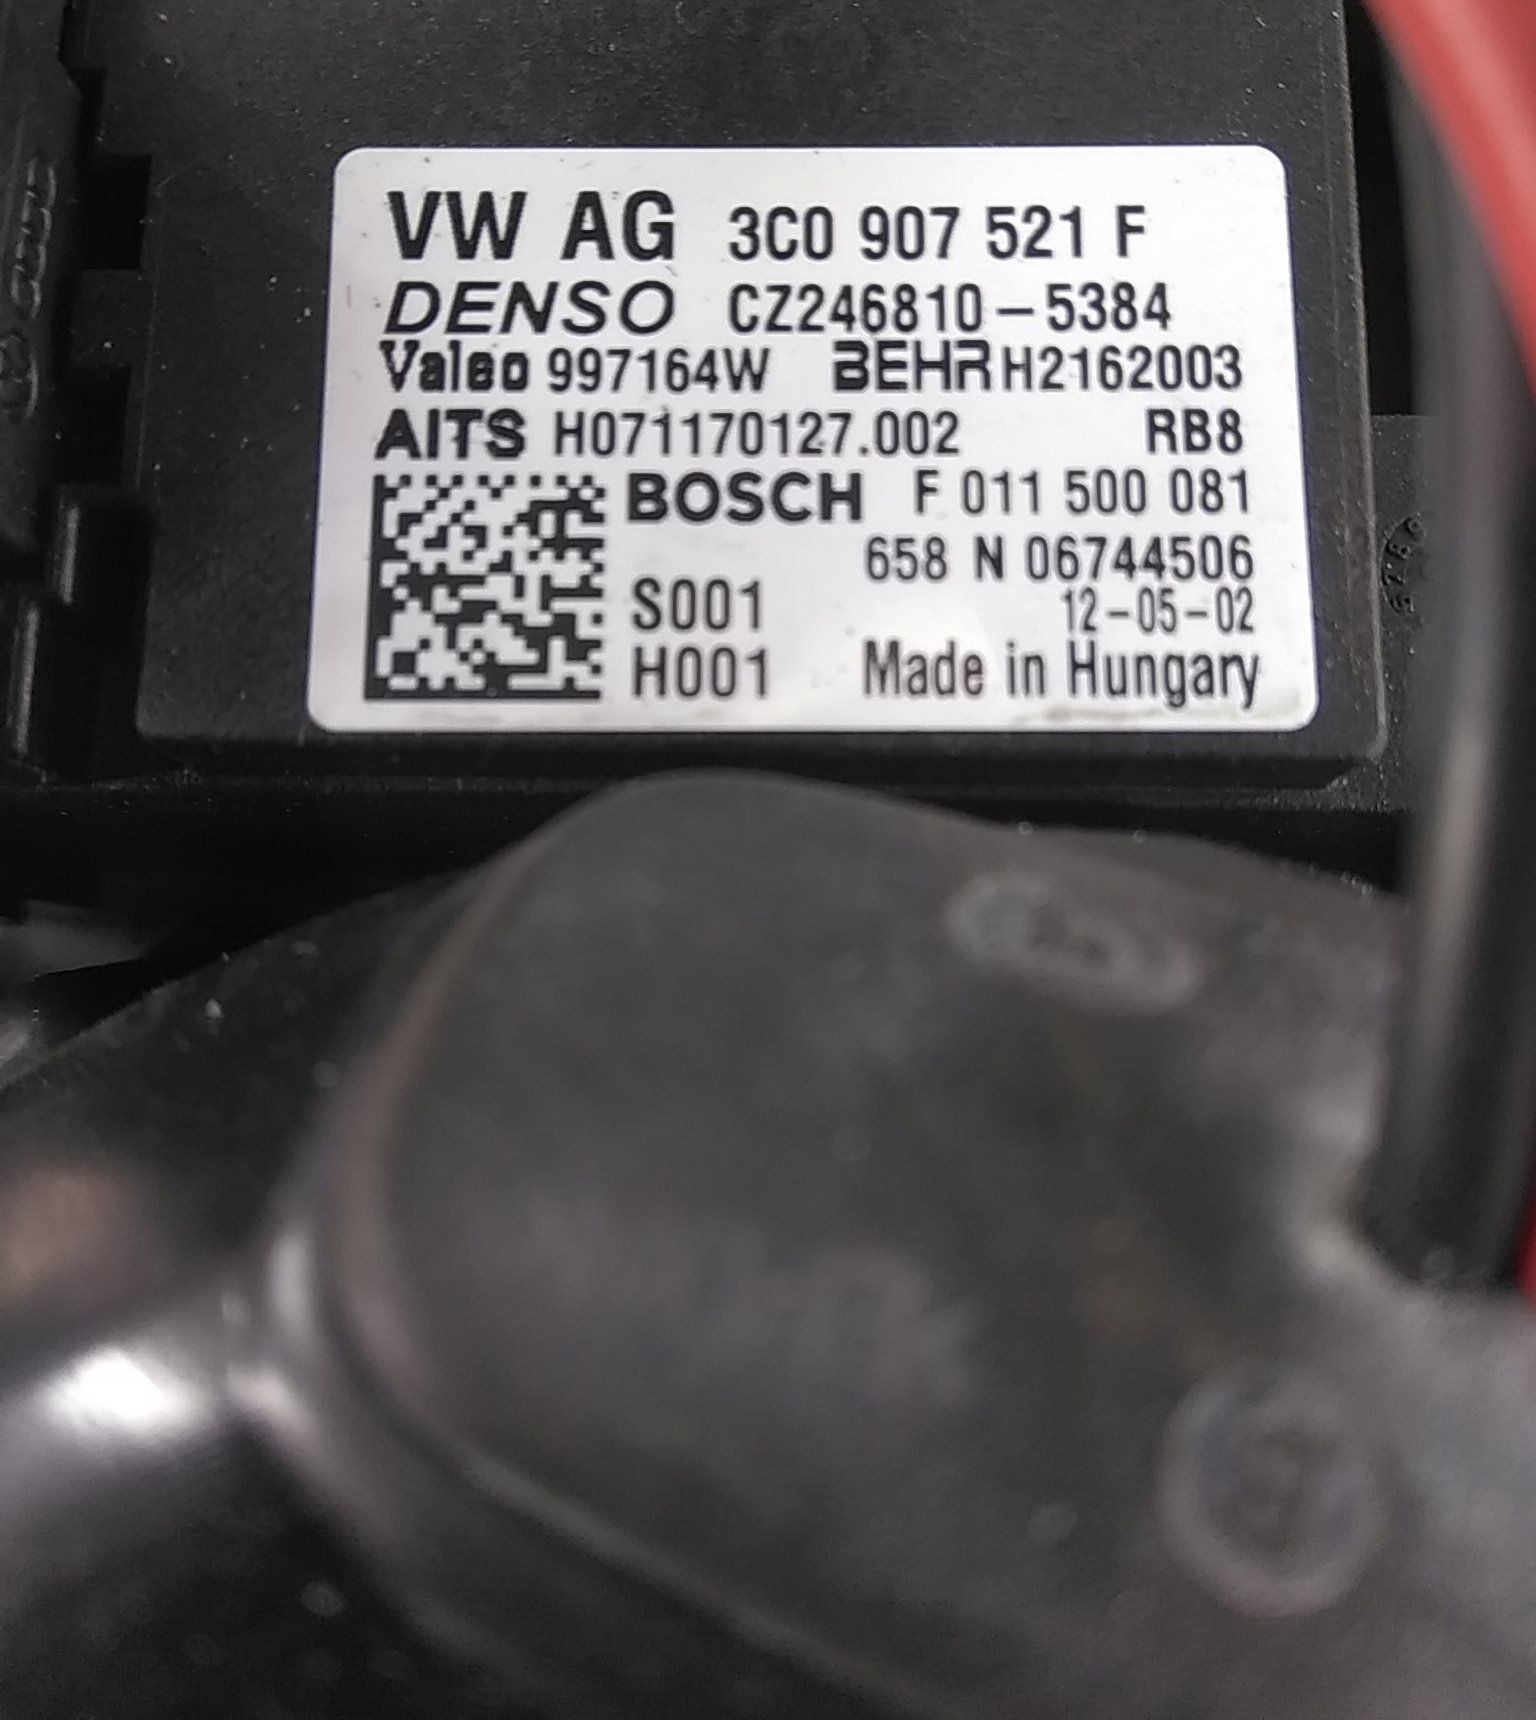 VW AG 3C0 907 521 F
DENSO CZ246810-5384
Valeo 997164W BEHR H2162003
AITS H071170127.002 RB8
BOSCH F 011 500 081
658 N 06744506
S001 12-05-02
H001 Made in Hungary